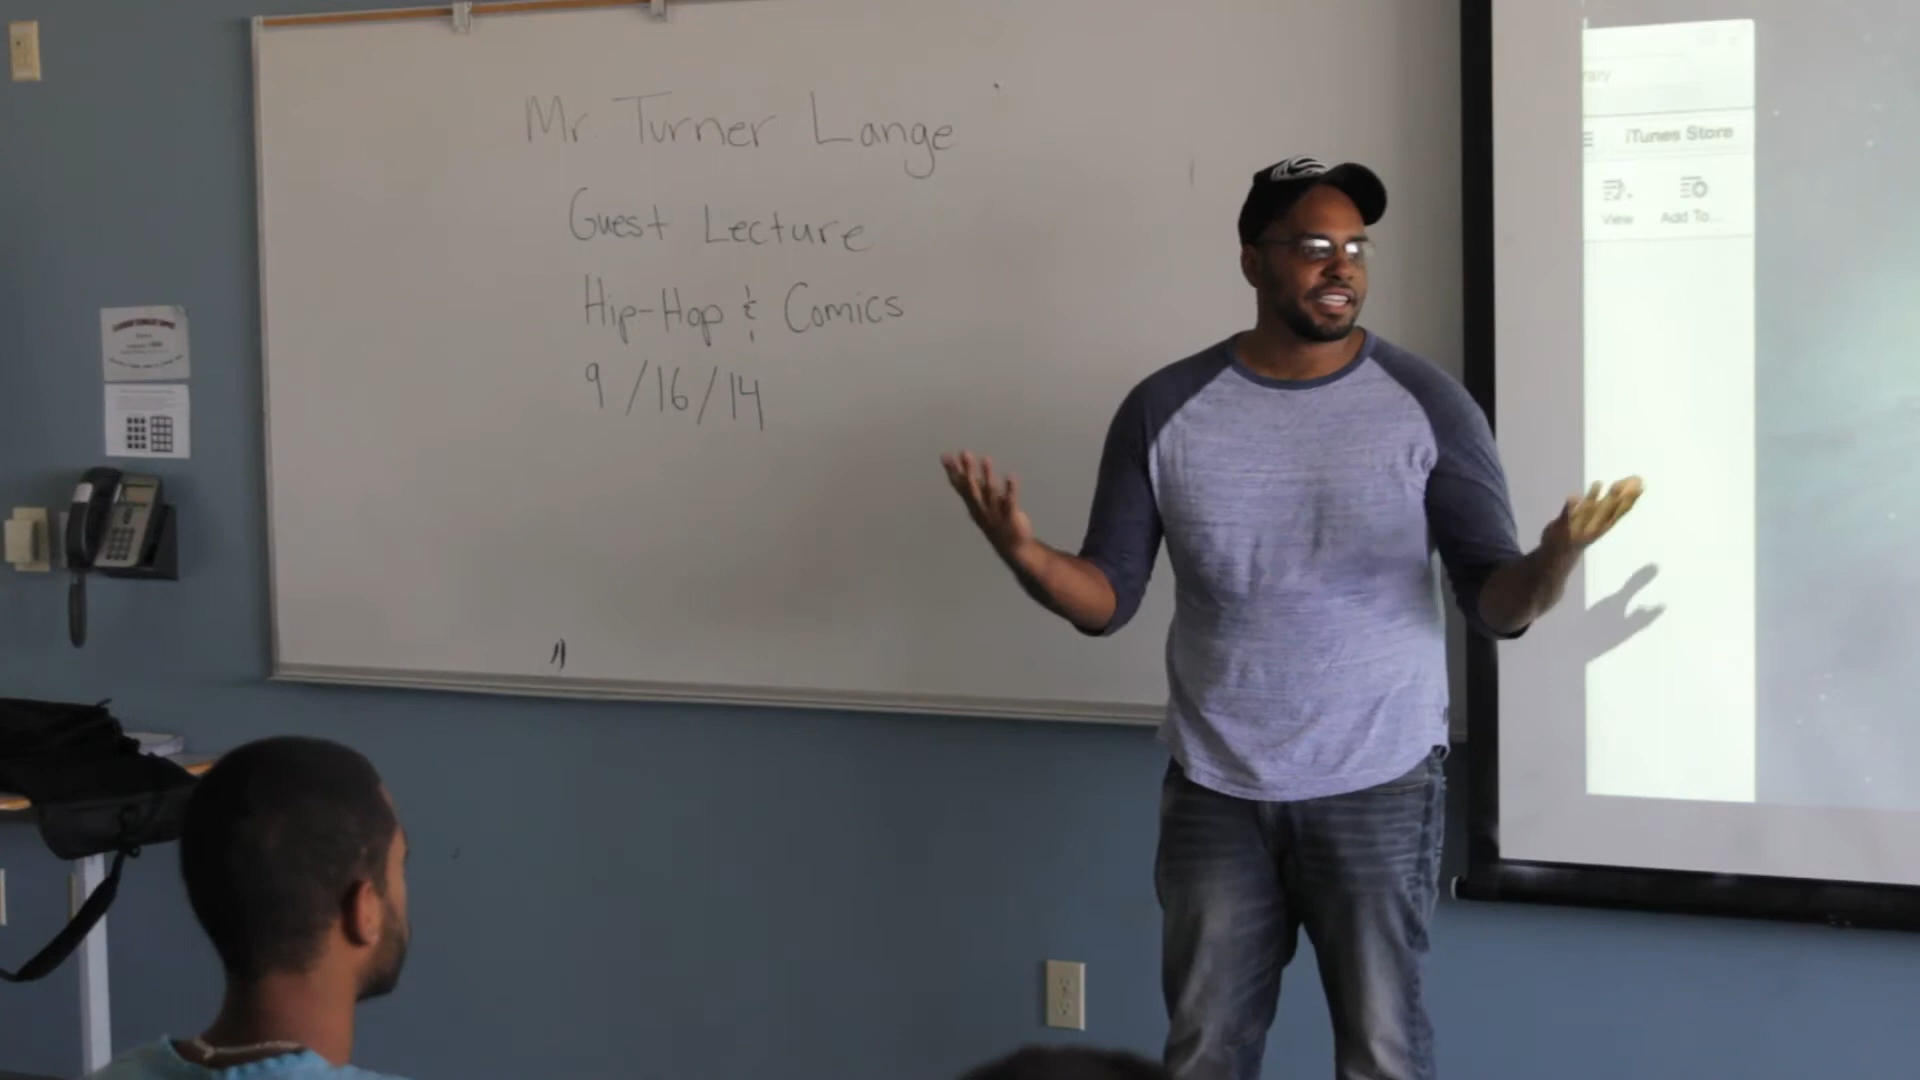 Mr. Turner Lange
Guest Lecture
Hip-Hop & Comics
9/16/14
iTunes Store
View
Add To...